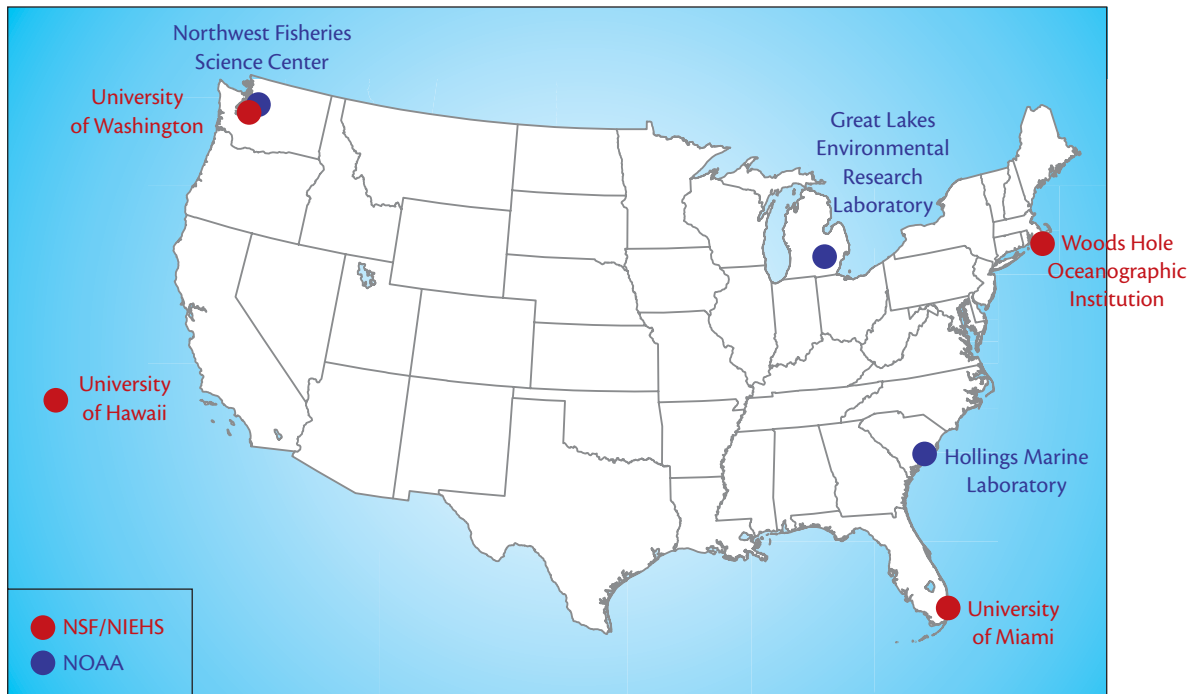 Northwest Fisheries
Science Center
University
of Washington
Great Lakes
Environmental
Research
Laboratory
Woods Hole
Oceanographic
Institution
University
of Hawaii
Hollings Marine
Laboratory
University
of Miami
NSF/NIEHS
NOAA